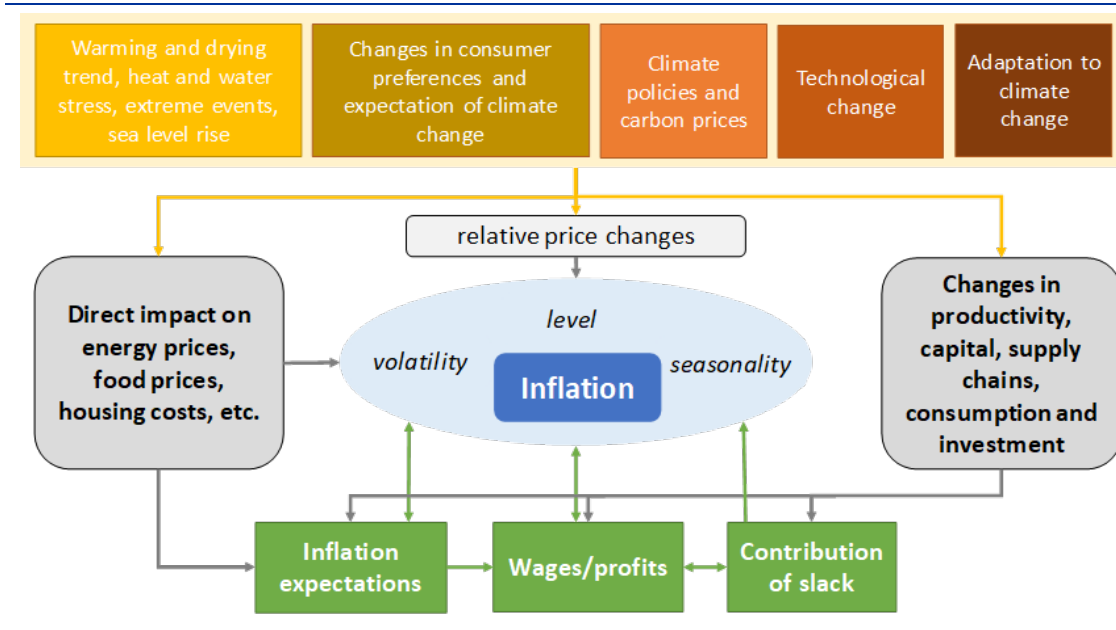 Warming and drying
trend, heat and water
stress, extreme events,
sea level rise
Changes in consumer
preferences and
expectation of climate
change
Climate
policies and
carbon prices
Technological
change
Adaptation to
climate
change
relative price changes
Direct impact on
energy prices,
food prices,
housing costs, etc.
level
volatility
seasonality
Inflation
Changes in
productivity,
capital, supply
chains,
consumption and
investment
Inflation
expectations
Wages/profits
Contribution
of slack